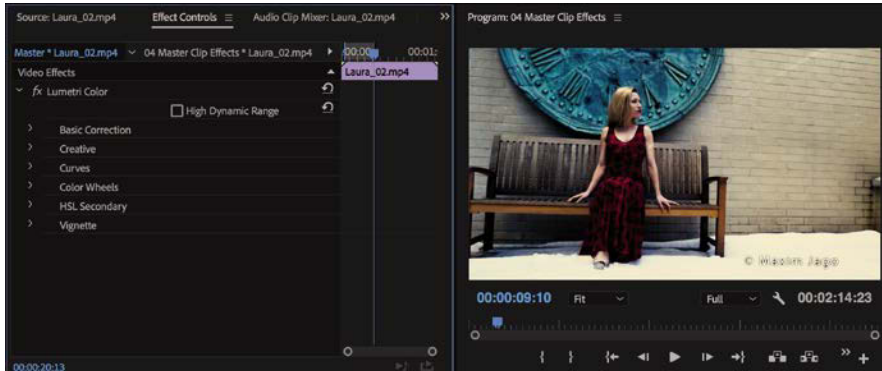 Source: Laura_02.mp4 Effect Controls Audio Clip Mixer: Laura_02.mp4
Program: 04 Master Clip Effects
Master * Laura_02.mp4 04 Master Clip Effects * Laura_02.mp4 00:00 00:01:
Video Effects Laura_02.mp4
fx Lumetri Color
High Dynamic Range
Basic Correction
Creative
Curves
Color Wheels
HSL Secondary
Vignette
00:00:20:13
© Maxim Jago
00:00:09:10 Fit Full 00:02:14:23